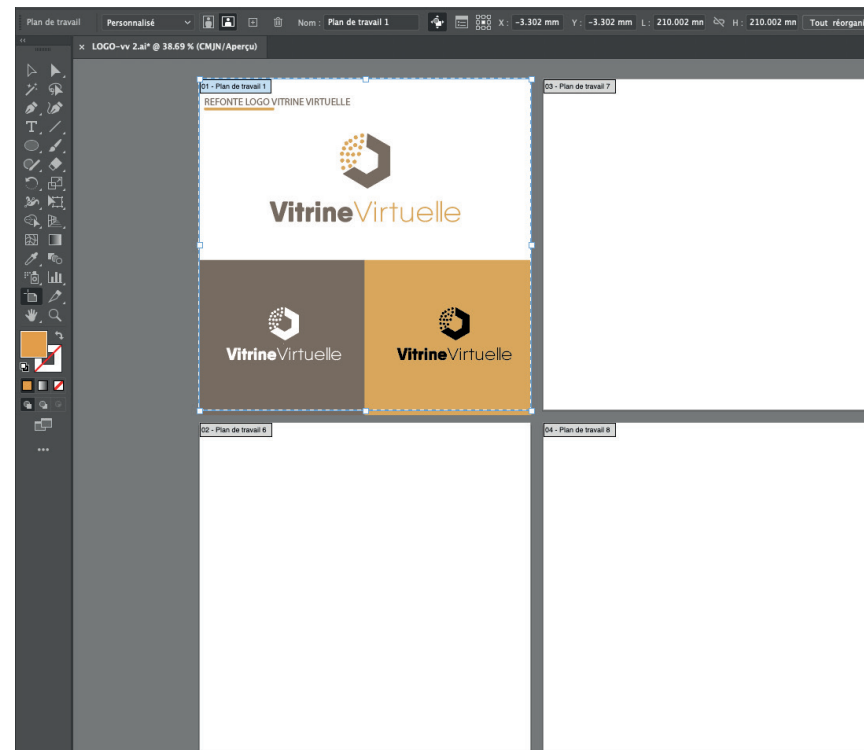 Plan de travail Personnalisé Nom : Plan de travail 1 X : -3.302 mm Y : -3.302 mm L : 210.002 mm H : 210.002 mn Tout réorgani
× LOGO-vv 2.ai* @ 38.69 % (CMJN/Aperçu)
01 - Plan de travail 1
03 - Plan de travail 7
REFONTE LOGO VITRINE VIRTUELLE
VitrineVirtuelle
VitrineVirtuelle
VitrineVirtuelle
02 - Plan de travail 6
04 - Plan de travail 8